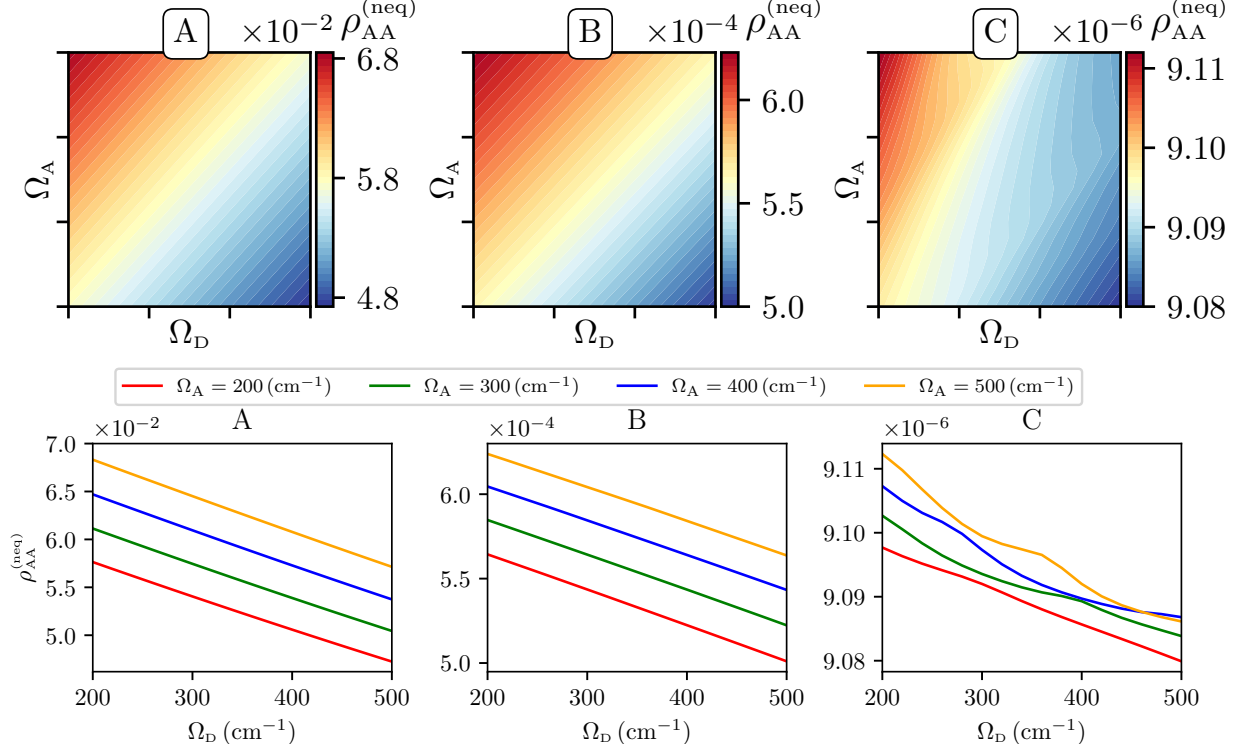 A ×10⁻² ρ_AA^(neq)
6.8
5.8
4.8
Ω_A
Ω_D
B ×10⁻⁴ ρ_AA^(neq)
6.0
5.5
5.0
Ω_A
Ω_D
C ×10⁻⁶ ρ_AA^(neq)
9.11
9.10
9.09
9.08
Ω_A
Ω_D
Ω_A = 200 (cm⁻¹) Ω_A = 300 (cm⁻¹) Ω_A = 400 (cm⁻¹) Ω_A = 500 (cm⁻¹)
×10⁻² A
7.0
6.5
6.0
5.5
5.0
ρ_AA^(neq)
200 300 400 500
Ω_D (cm⁻¹)
×10⁻⁴ B
6.0
5.5
5.0
200 300 400 500
Ω_D (cm⁻¹)
×10⁻⁶ C
9.11
9.10
9.09
9.08
200 300 400 500
Ω_D (cm⁻¹)